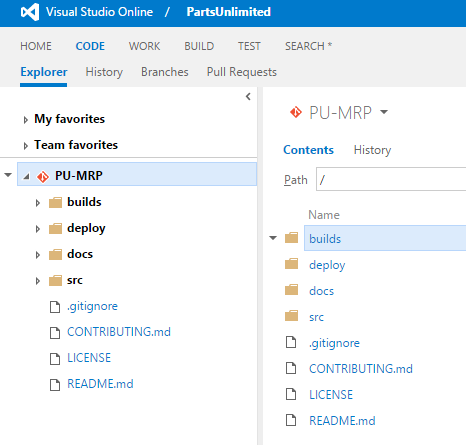 Visual Studio Online / PartsUnlimited
HOME CODE WORK BUILD TEST SEARCH *
Explorer History Branches Pull Requests
My favorites
Team favorites
PU-MRP
builds
deploy
docs
src
.gitignore
CONTRIBUTING.md
LICENSE
README.md
PU-MRP
Contents History
Path /
Name
builds
deploy
docs
src
.gitignore
CONTRIBUTING.md
LICENSE
README.md